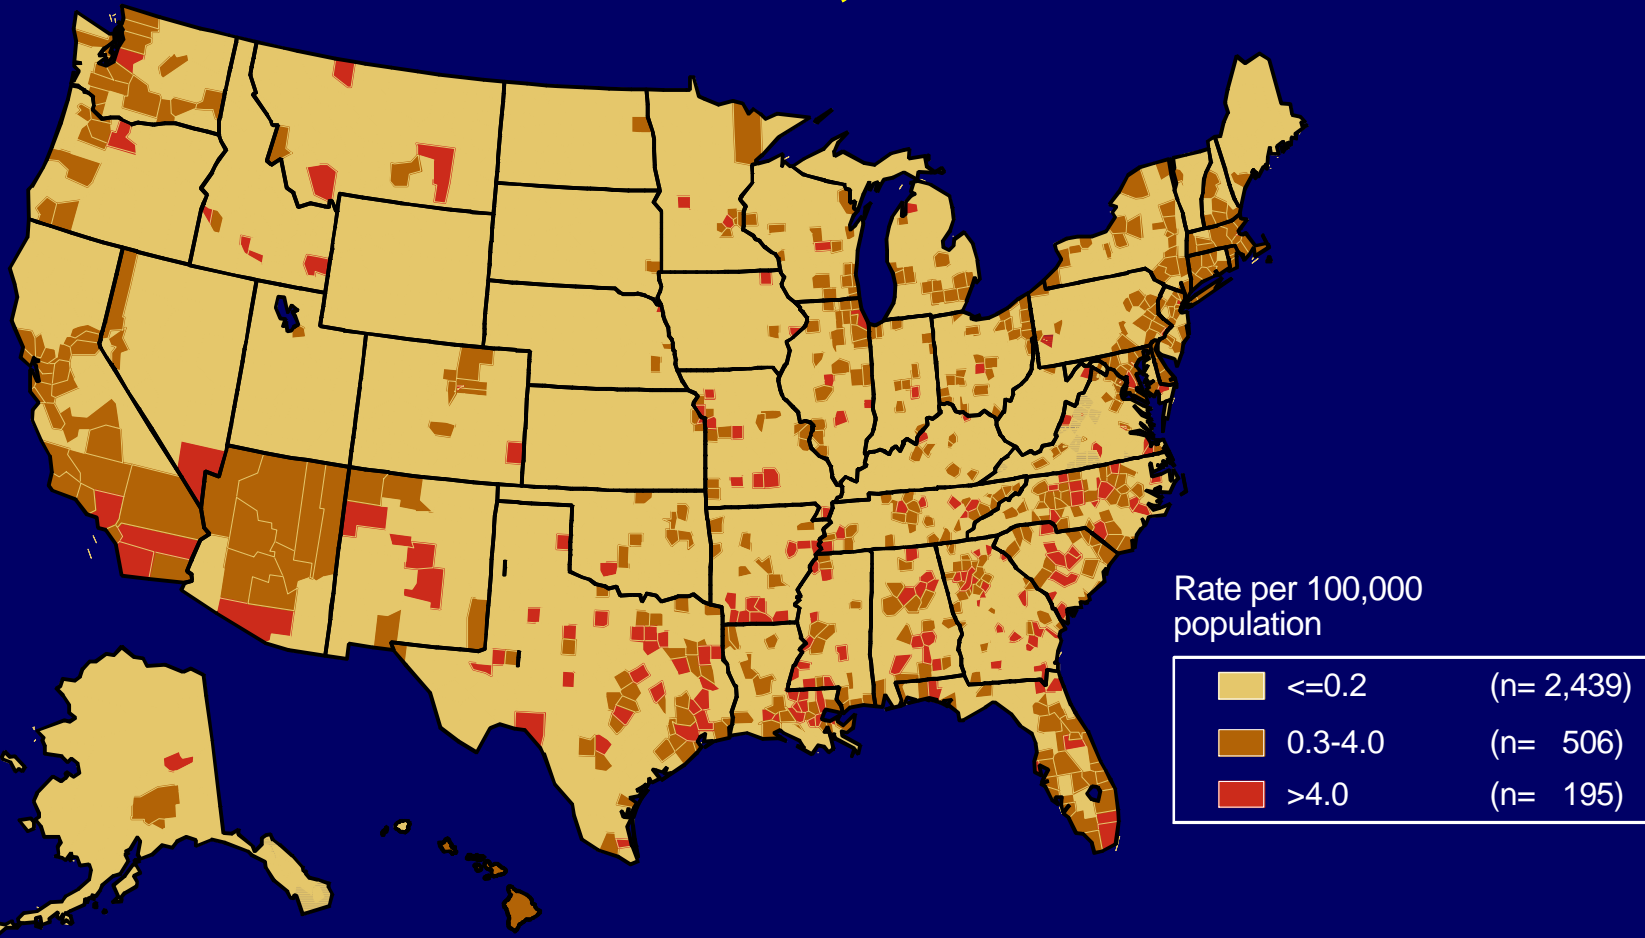 Rate per 100,000
population
<=0.2 (n= 2,439)
0.3-4.0 (n= 506)
>4.0 (n= 195)